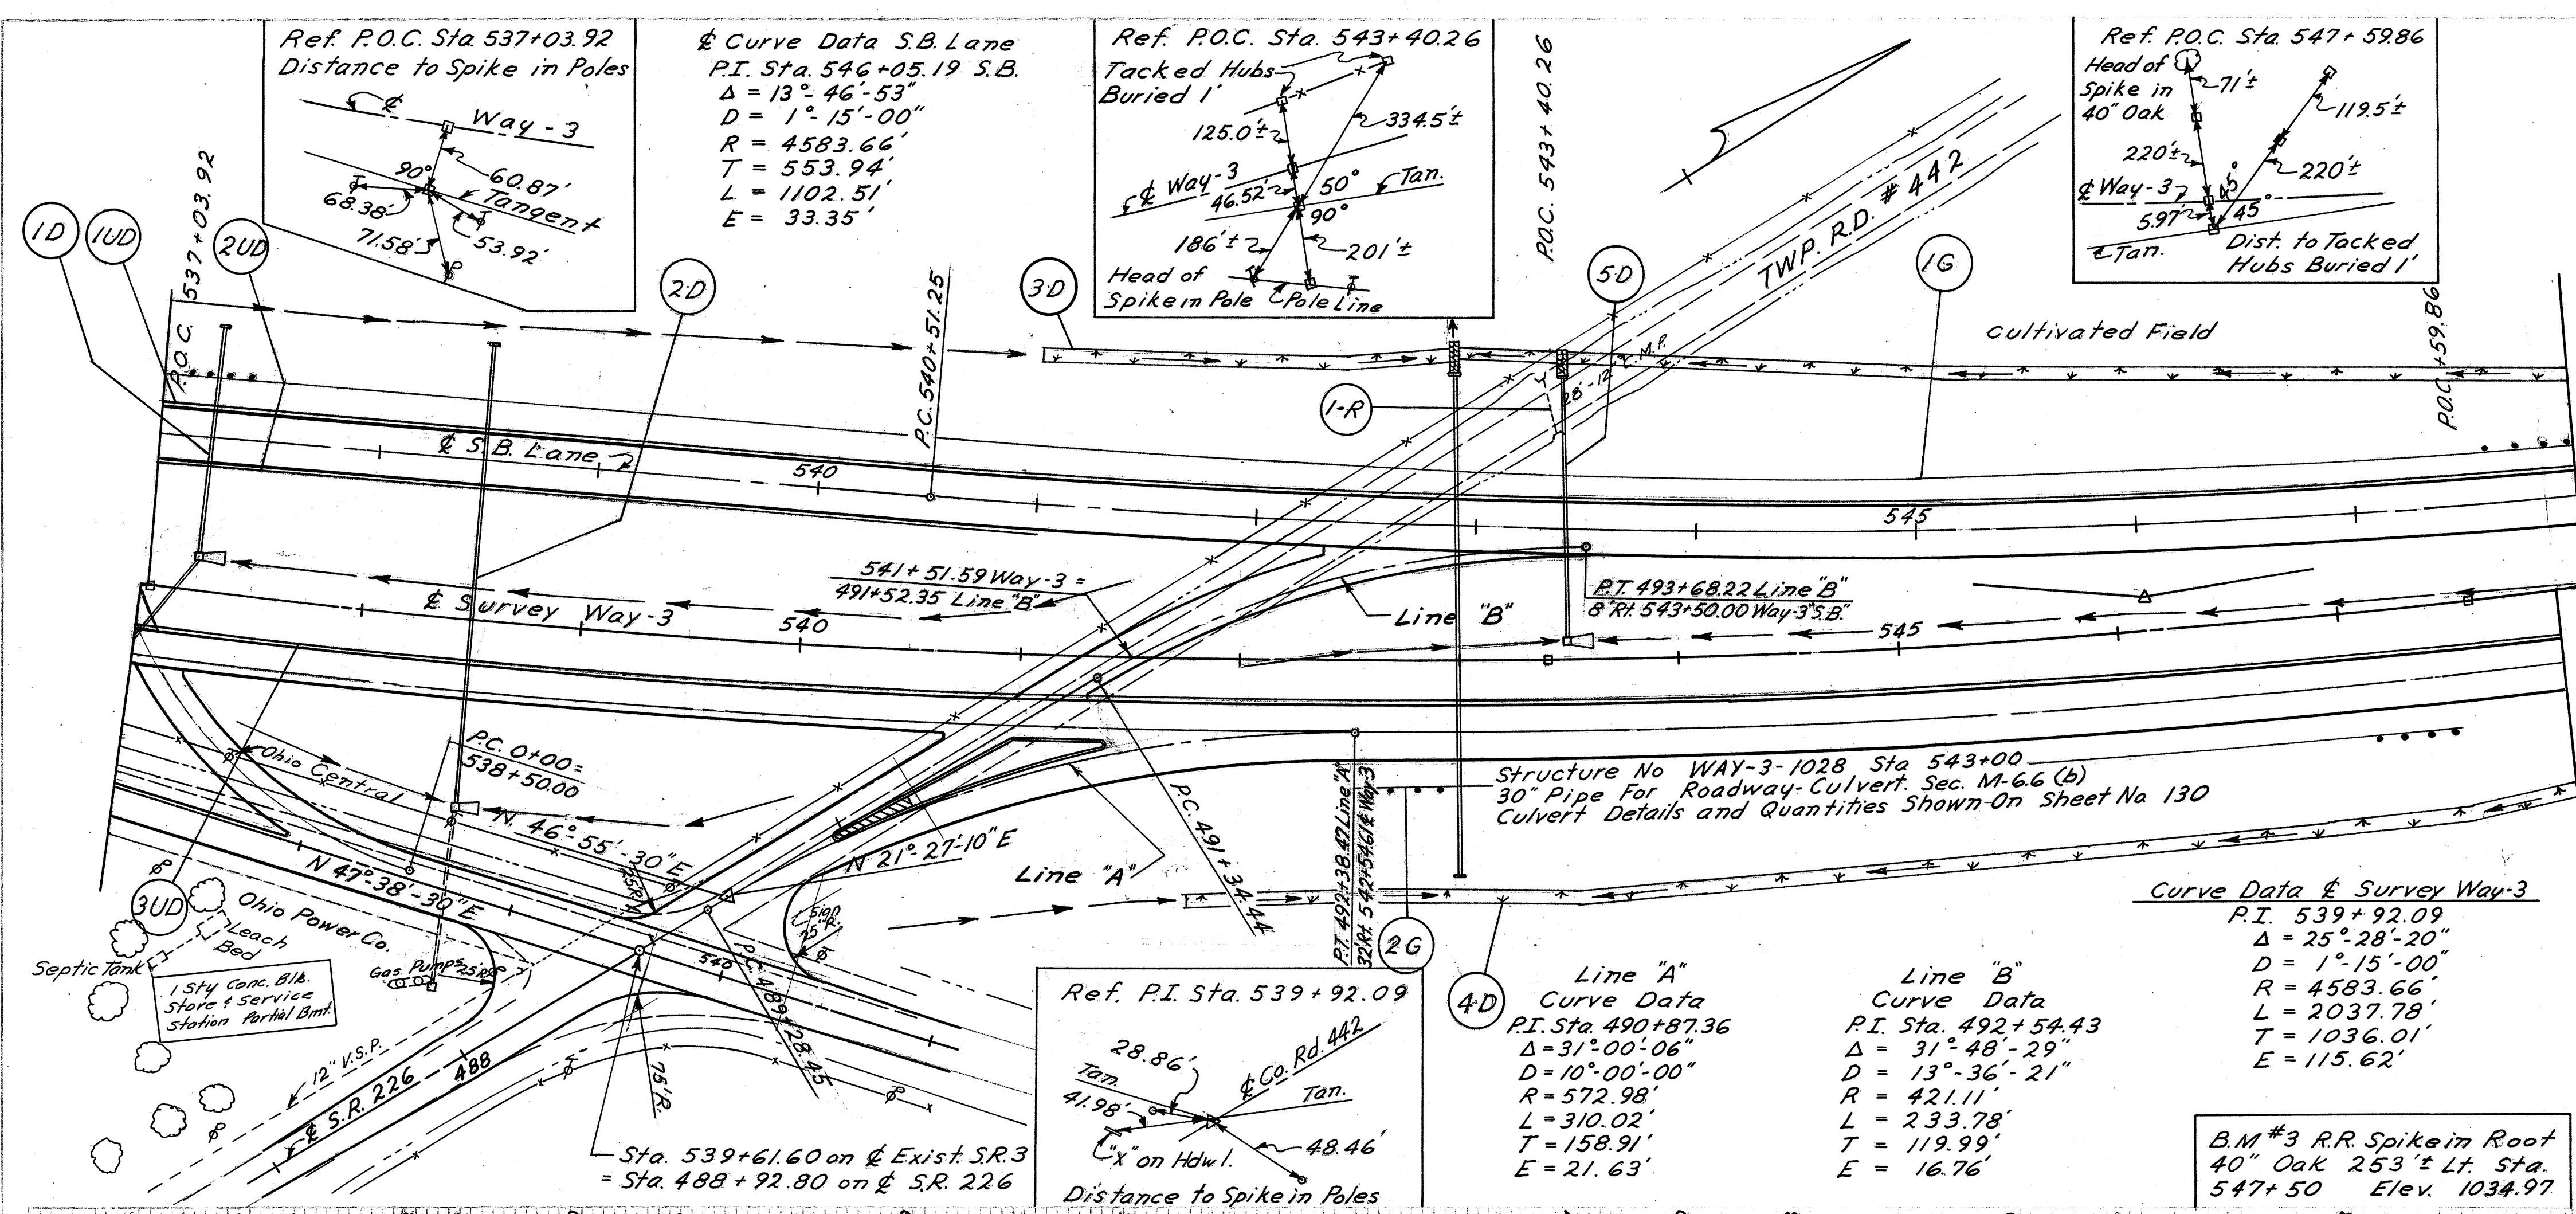 Ref. P.O.C. Sta. 537+03.92
Distance to Spike in Poles
℄
Way-3
90°
60.87'
Tangent
68.38'
71.58'
53.92'
℄ Curve Data S.B. Lane
P.I. Sta. 546+05.19 S.B.
Δ = 13°-46'-53"
D = 1°-15'-00"
R = 4583.66'
T = 553.94'
L = 1102.51'
E = 33.35'
Ref. P.O.C. Sta. 543+40.26
Tacked Hubs
Buried 1'
125.0'±
334.5'±
℄ Way-3
46.52'
50°
Tan.
90°
186'±
201'±
Head of
Spike in Pole
Pole Line
P.O.C. 543+40.26
TWP. R.D. #442
Ref. P.O.C. Sta. 547+59.86
Head of
Spike in
40" Oak
71'±
119.5'±
220'±
220'±
℄ Way-3
45°
5.97'
45°
Tan.
Dist. to Tacked
Hubs Buried 1'
1D
1UD
2UD
2-D
3-D
5-D
1G
P.O.C. 537+03.92
P.C. 540+51.25
1-R
28'-12" C.M.P.
Cultivated Field
P.O.C. +59.86
℄ S.B. Lane
540
545
541+51.59 Way-3 =
491+52.35 Line "B"
℄ Survey Way-3
540
Line "B"
P.T. 493+68.22 Line "B"
8' Rt. 543+50.00 Way-3 "S.B."
545
Ohio Central
P.C. 0+00 =
538+50.00
N. 46°-55'-30" E
N 47°-38'-30" E
25'R
N 21°-27'-10" E
Line "A"
P.C. 491+34.44
P.T. 492+38.47 Line "A"
32' Rt. 542+54.61 ℄ Way-3
Structure No WAY-3-1028 Sta 543+00
30" Pipe For Roadway-Culvert. Sec. M-6.6 (b)
Culvert Details and Quantities Shown On Sheet No 130
3UD
Ohio Power Co.
Leach
Bed
Septic Tank
Gas Pumps
25'R
1 Sty Conc. Blk.
Store & Service
Station Partial Bmt.
Sign
25'R.
540
P.C. 489+28.45
2G
4-D
12" V.S.P.
℄ S.R. 226
488
75'R.
Sta. 539+61.60 on ℄ Exist. S.R. 3
= Sta. 488+92.80 on ℄ S.R. 226
Ref. P.I. Sta. 539+92.09
28.86'
℄ Co. Rd. 442
Tan.
Tan.
41.98'
"X" on Hdwl.
48.46'
Distance to Spike in Poles
Line "A"
Curve Data
P.I. Sta. 490+87.36
Δ = 31°-00'-06"
D = 10°-00'-00"
R = 572.98'
L = 310.02'
T = 158.91'
E = 21.63'
Line "B"
Curve Data
P.I. Sta. 492+54.43
Δ = 31°-48'-29"
D = 13°-36'-21"
R = 421.11'
L = 233.78'
T = 119.99'
E = 16.76'
Curve Data ℄ Survey Way-3
P.I. 539+92.09
Δ = 25°-28'-20"
D = 1°-15'-00"
R = 4583.66'
L = 2037.78'
T = 1036.01'
E = 115.62'
B.M #3 R.R. Spike in Root
40" Oak 253'± Lt. Sta.
547+50 Elev. 1034.97